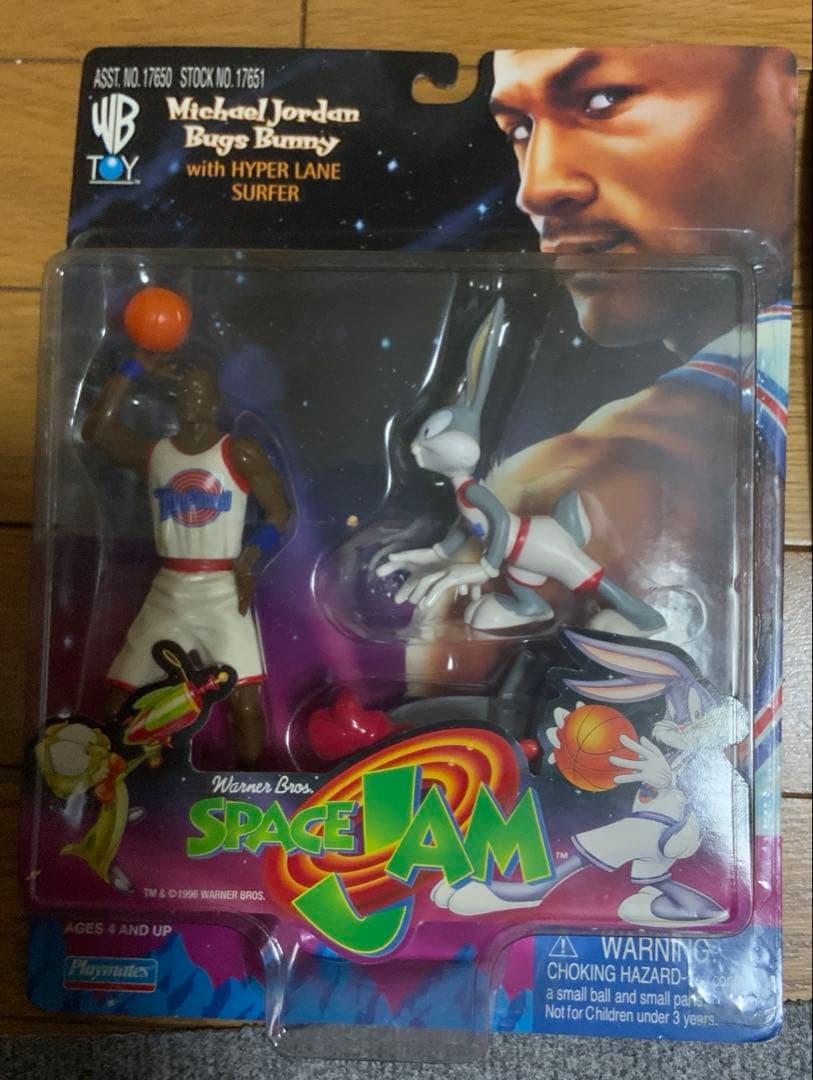 ASST. NO. 17650 STOCK NO. 17651
WB
TOY
Michael Jordan
Bugs Bunny
with HYPER LANE
SURFER
Warner Bros.
SPACE JAM
TM
TM & © 1996 WARNER BROS.
AGES 4 AND UP
Playmates
WARNING:
CHOKING HAZARD-
a small ball and small parts.
Not for Children under 3 years.